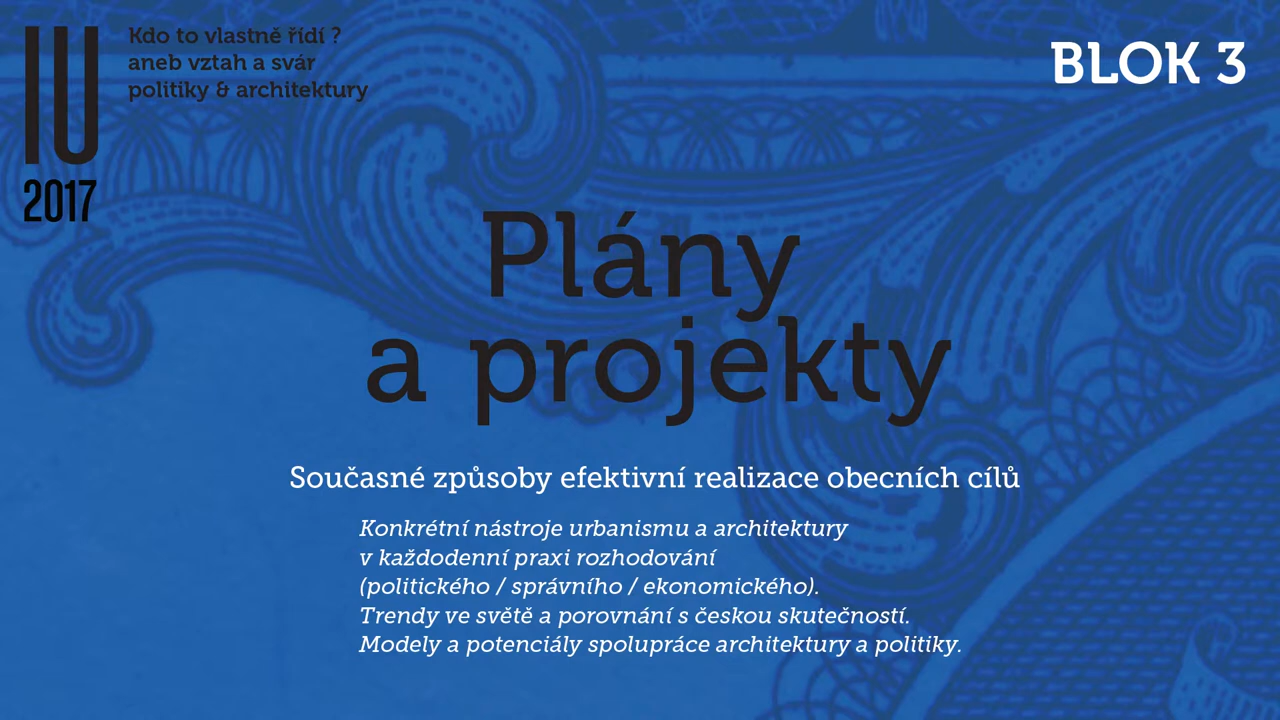 IU
2017
Kdo to vlastně řídí ?
aneb vztah a svár
politiky & architektury
BLOK 3
Plány
a projekty
Současné způsoby efektivní realizace obecních cílů
Konkrétní nástroje urbanismu a architektury
v každodenní praxi rozhodování
(politického / správního / ekonomického).
Trendy ve světě a porovnání s českou skutečností.
Modely a potenciály spolupráce architektury a politiky.